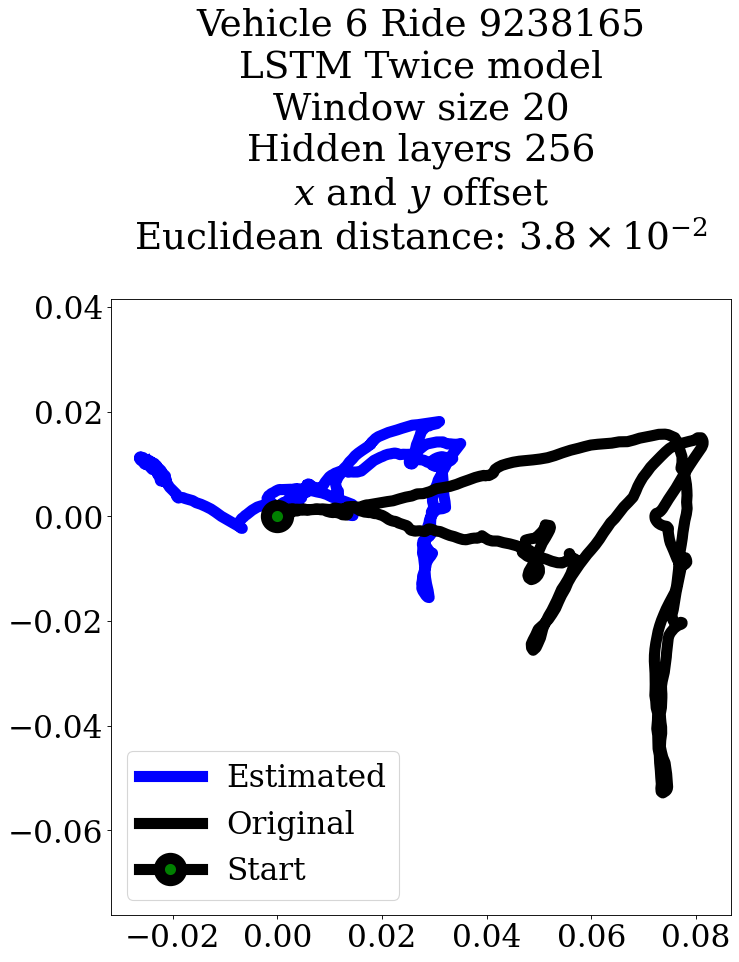 Vehicle 6 Ride 9238165
LSTM Twice model
Window size 20
Hidden layers 256
x and y offset
Euclidean distance: 3.8 × 10⁻²
0.04
0.02
0.00
−0.02
−0.04
−0.06
Estimated
Original
Start
−0.02 0.00 0.02 0.04 0.06 0.08